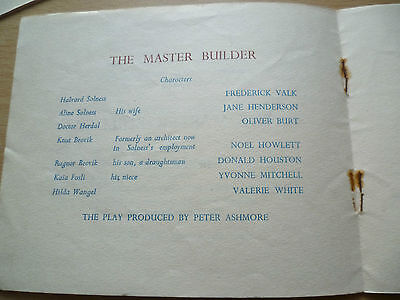 THE MASTER BUILDER
Characters
Halvard Solness FREDERICK VALK
Aline Solness His wife JANE HENDERSON
Doctor Herdal OLIVER BURT
Knut Brovik Formerly an architect now
in Solness's employment NOEL HOWLETT
Ragnar Brovik his son, a draughtsman DONALD HOUSTON
Kaia Fosli his niece YVONNE MITCHELL
Hilda Wangel VALERIE WHITE
THE PLAY PRODUCED BY PETER ASHMORE